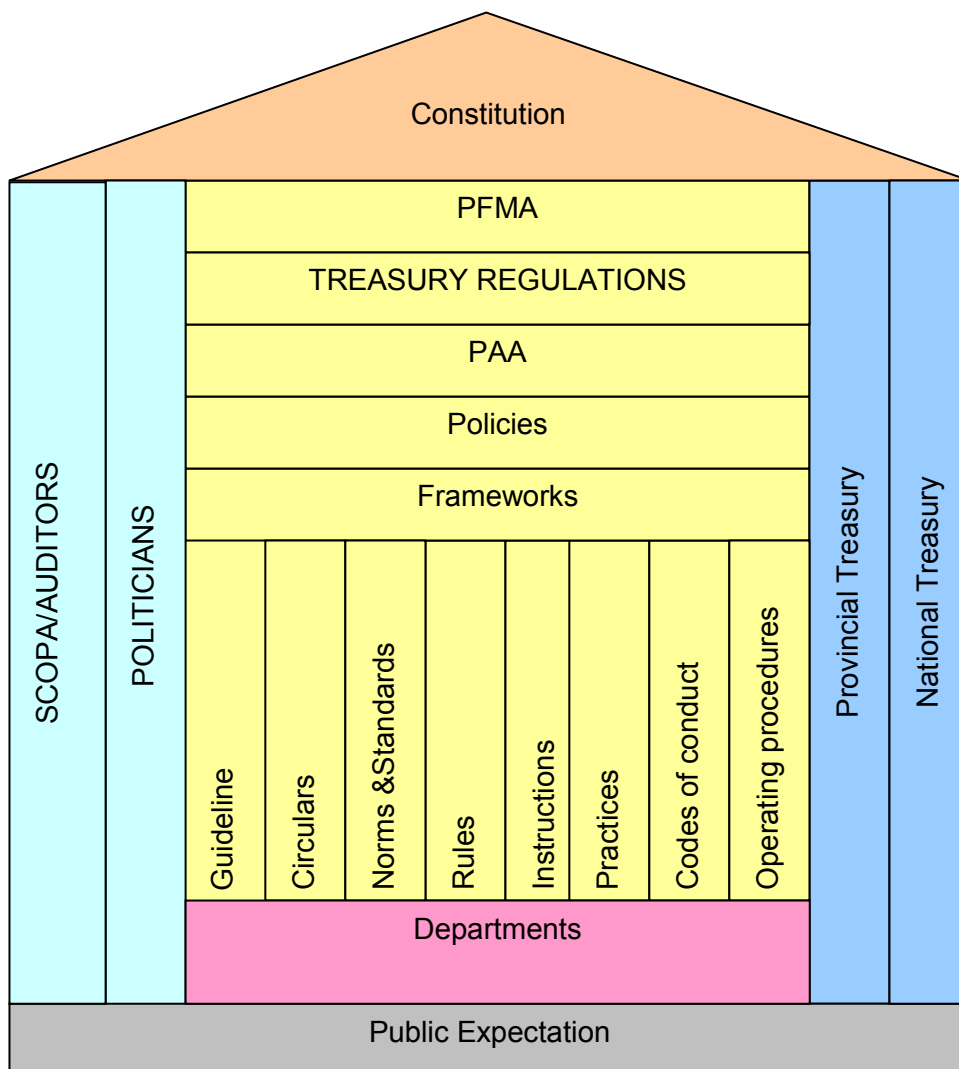 Constitution
PFMA
TREASURY REGULATIONS
PAA
Policies
Frameworks
SCOPA/AUDITORS
POLITICIANS
Guideline
Circulars
Norms &Standards
Rules
Instructions
Practices
Codes of conduct
Operating procedures
Provincial Treasury
National Treasury
Departments
Public Expectation